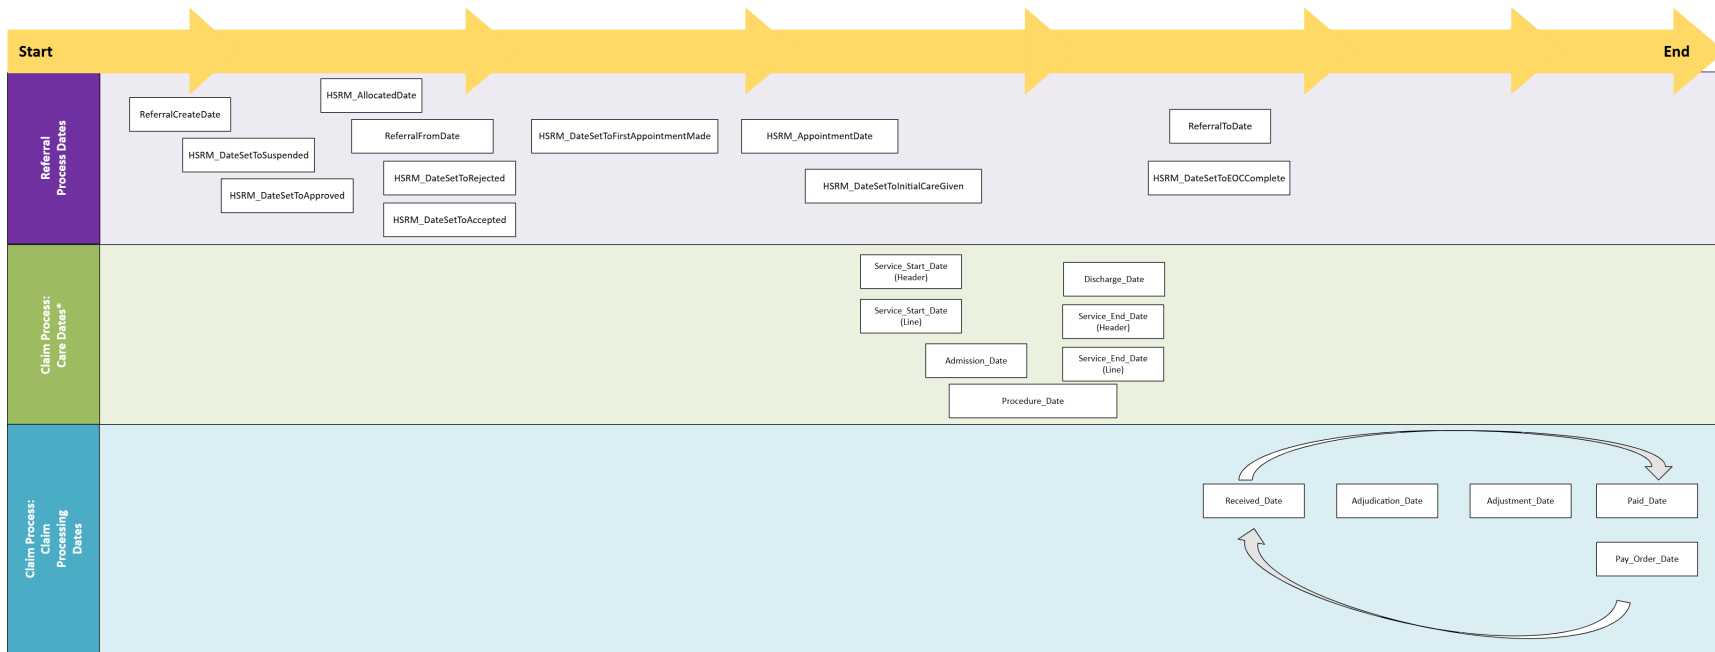 Start
End
Referral
Process Dates
ReferralCreateDate
HSRM_DateSetToSuspended
HSRM_DateSetToApproved
HSRM_AllocatedDate
ReferralFromDate
HSRM_DateSetToRejected
HSRM_DateSetToAccepted
HSRM_DateSetToFirstAppointmentMade
HSRM_AppointmentDate
HSRM_DateSetToInitialCareGiven
ReferralToDate
HSRM_DateSetToEOCComplete
Claim Process:
Care Dates*
Service_Start_Date
(Header)
Service_Start_Date
(Line)
Admission_Date
Procedure_Date
Discharge_Date
Service_End_Date
(Header)
Service_End_Date
(Line)
Claim Process:
Claim
Processing
Dates
Received_Date
Adjudication_Date
Adjustment_Date
Paid_Date
Pay_Order_Date